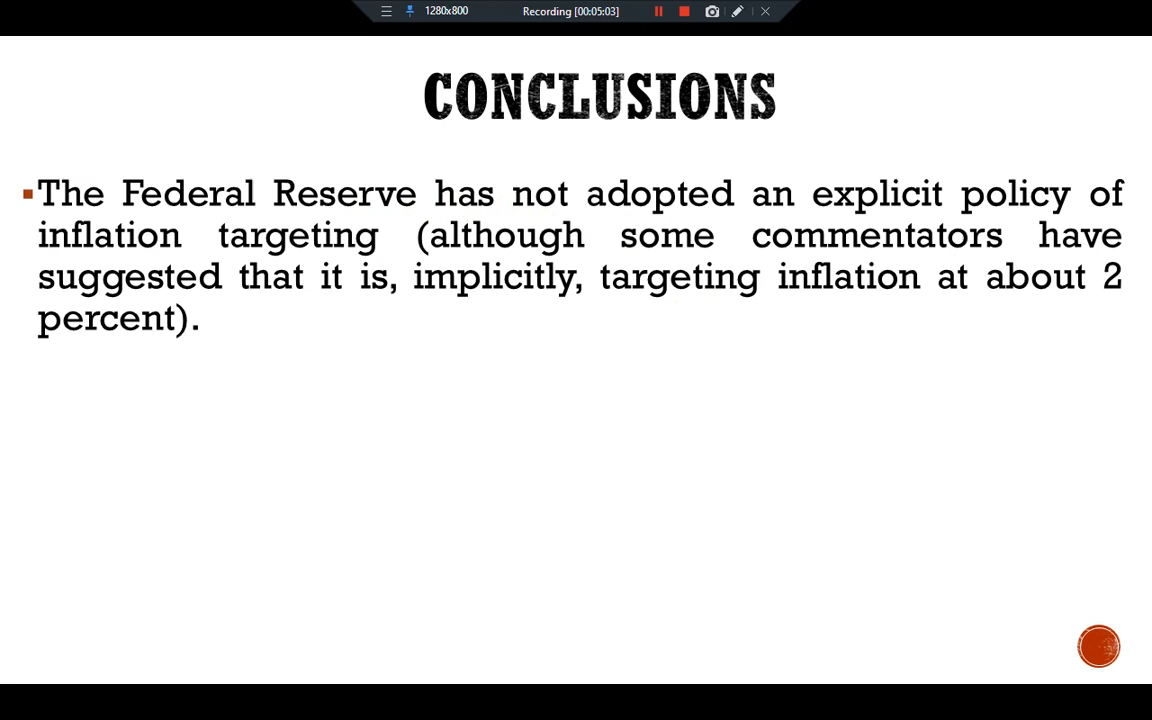 1280x800 Recording [00:05:03]
CONCLUSIONS
▪The Federal Reserve has not adopted an explicit policy of
inflation targeting (although some commentators have
suggested that it is, implicitly, targeting inflation at about 2
percent).